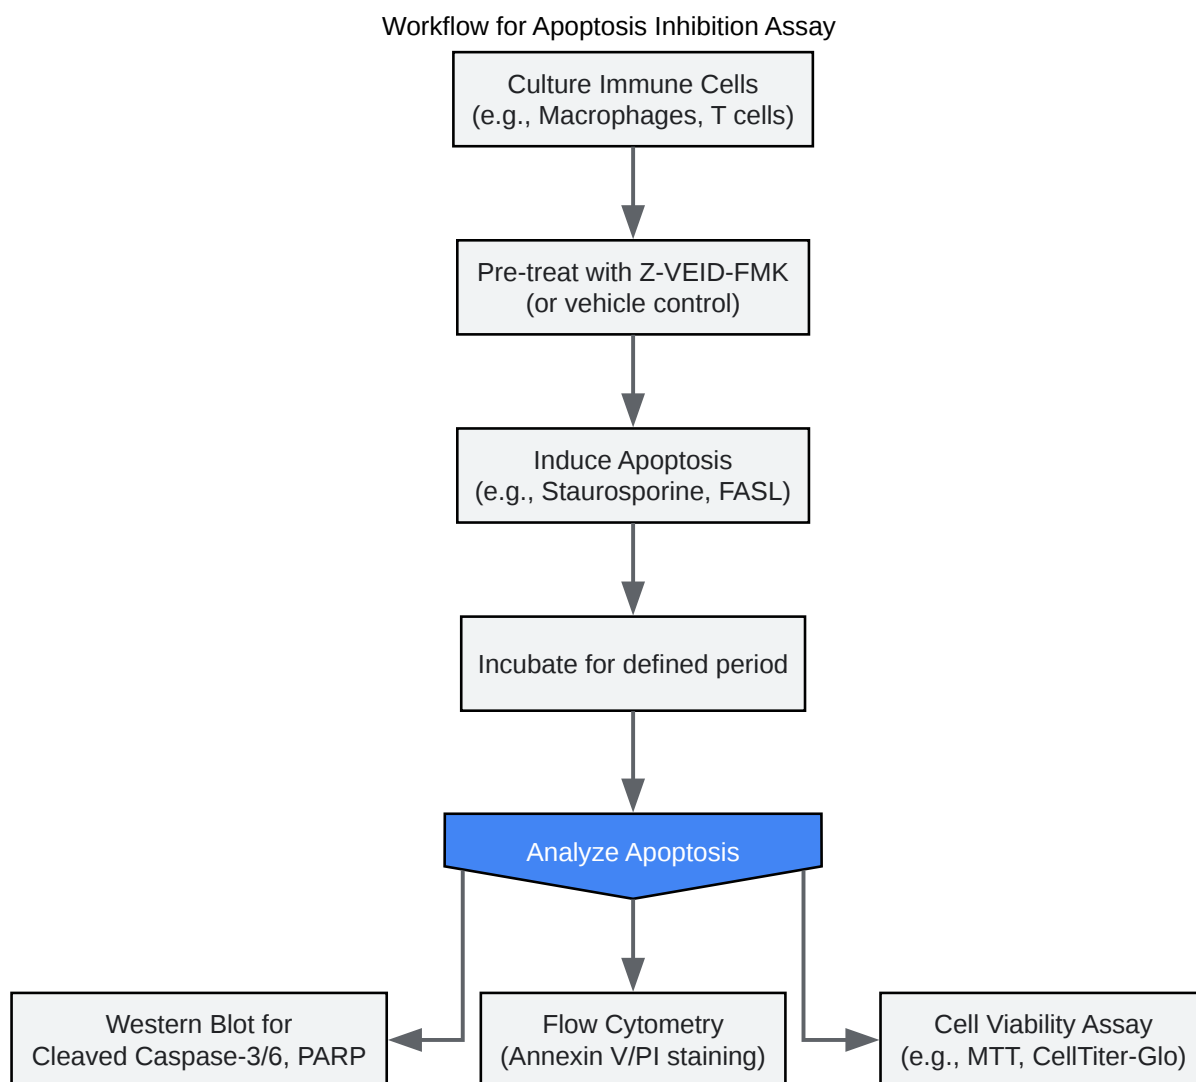 Workflow for Apoptosis Inhibition Assay
Culture Immune Cells
(e.g., Macrophages, T cells)
Pre-treat with Z-VEID-FMK
(or vehicle control)
Induce Apoptosis
(e.g., Staurosporine, FASL)
Incubate for defined period
Analyze Apoptosis
Western Blot for
Cleaved Caspase-3/6, PARP
Flow Cytometry
(Annexin V/PI staining)
Cell Viability Assay
(e.g., MTT, CellTiter-Glo)